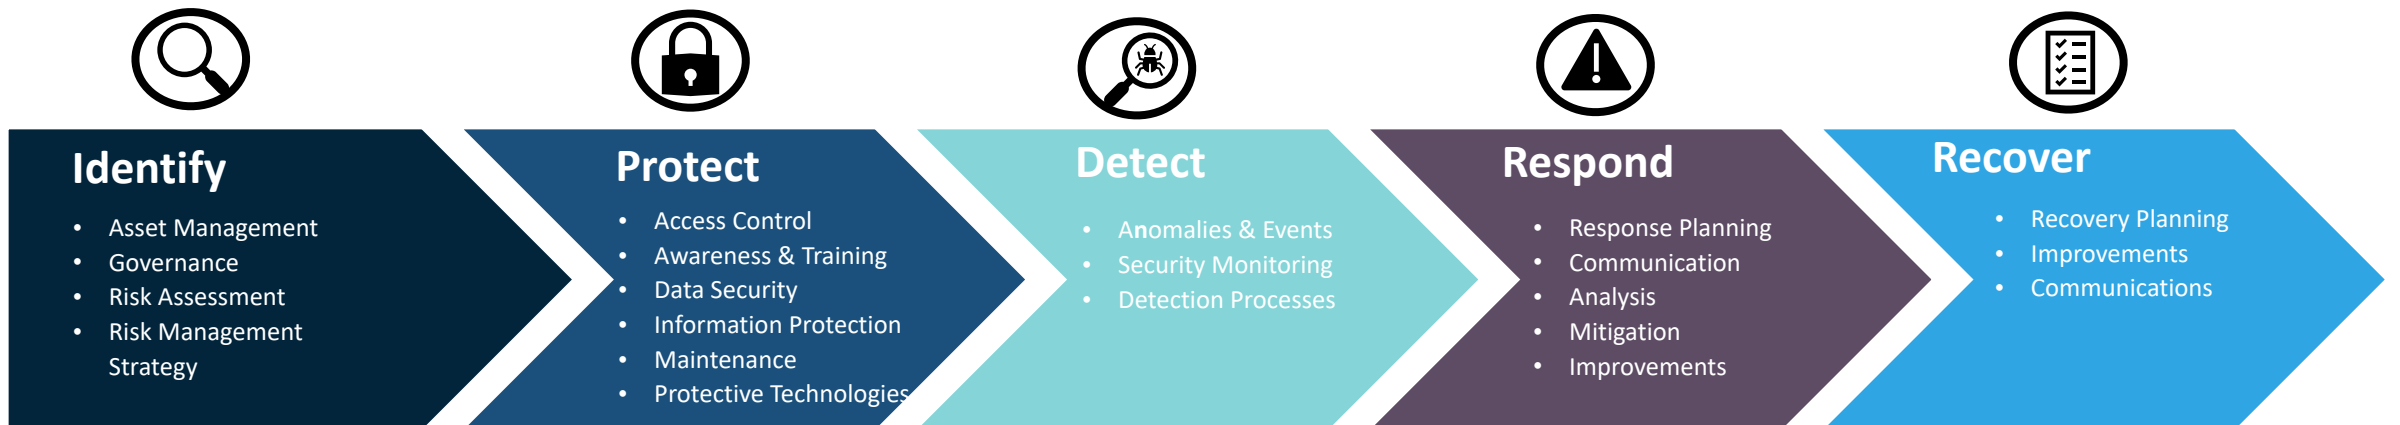 Identify
• Asset Management
• Governance
• Risk Assessment
• Risk Management
Strategy
Protect
• Access Control
• Awareness & Training
• Data Security
• Information Protection
• Maintenance
• Protective Technologies
Detect
• Anomalies & Events
• Security Monitoring
• Detection Processes
Respond
• Response Planning
• Communication
• Analysis
• Mitigation
• Improvements
Recover
• Recovery Planning
• Improvements
• Communications